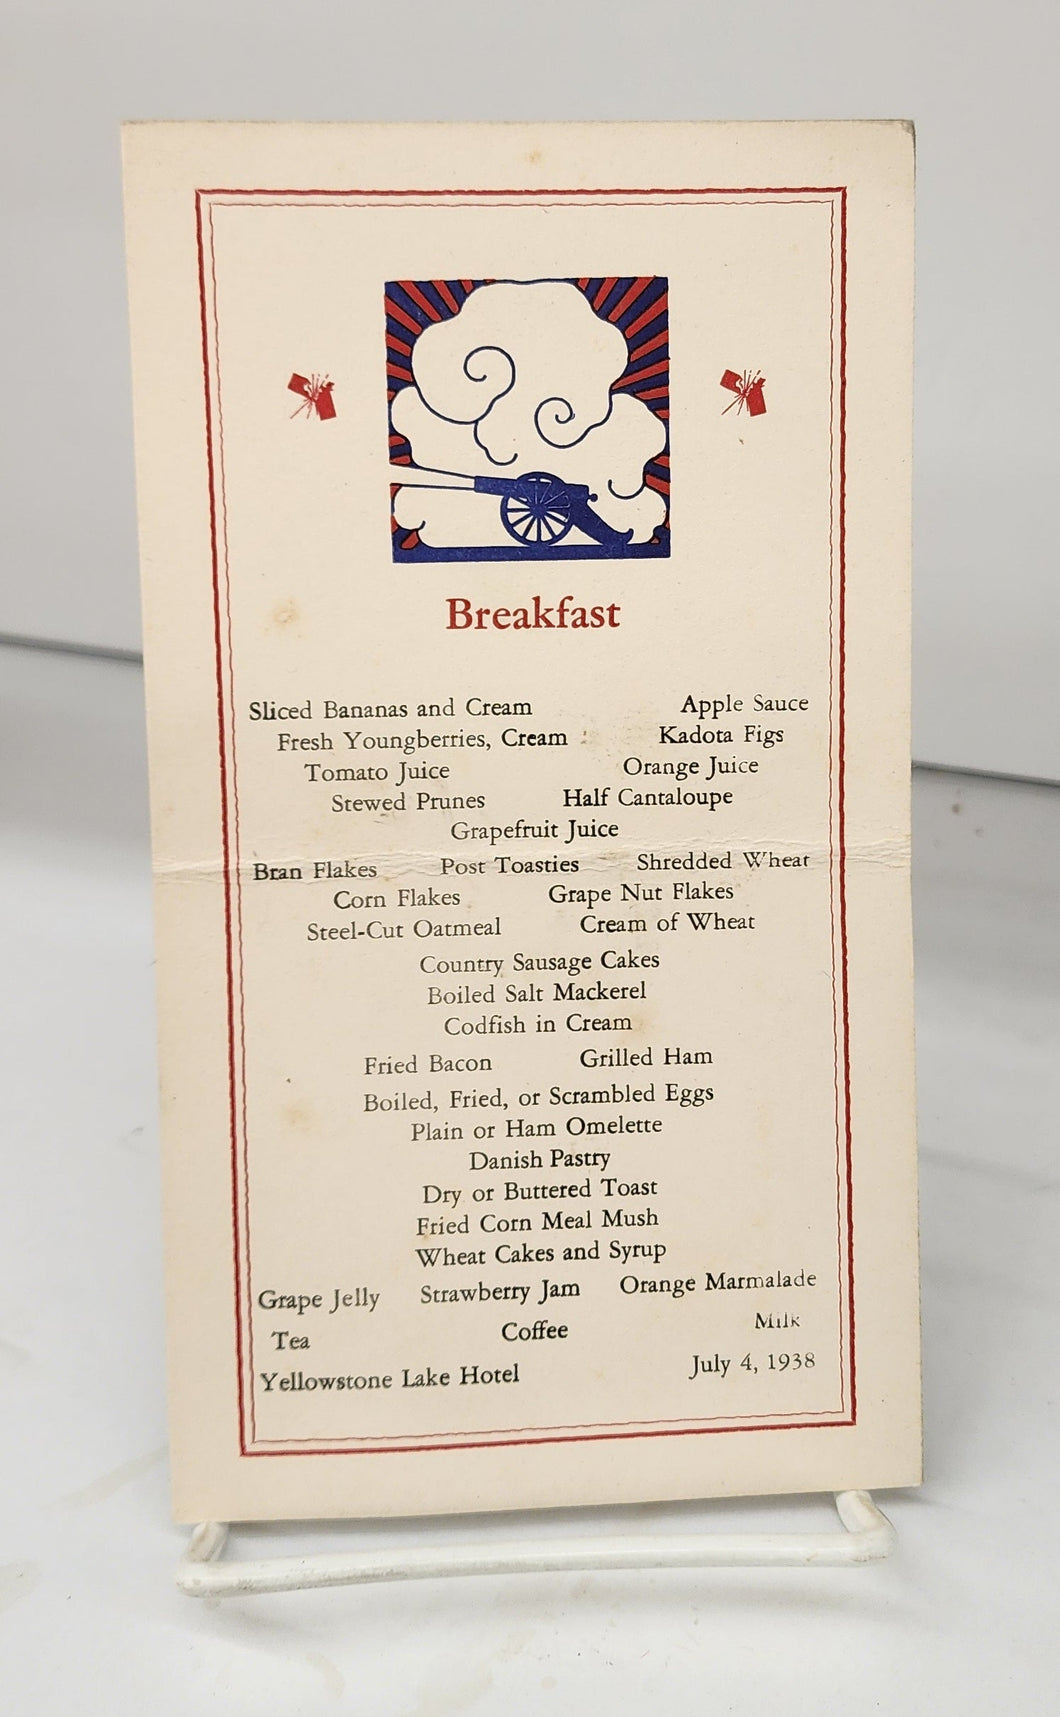 Breakfast
Sliced Bananas and Cream Apple Sauce
Fresh Youngberries, Cream Kadota Figs
Tomato Juice Orange Juice
Stewed Prunes Half Cantaloupe
Grapefruit Juice
Bran Flakes Post Toasties Shredded Wheat
Corn Flakes Grape Nut Flakes
Steel-Cut Oatmeal Cream of Wheat
Country Sausage Cakes
Boiled Salt Mackerel
Codfish in Cream
Fried Bacon Grilled Ham
Boiled, Fried, or Scrambled Eggs
Plain or Ham Omelette
Danish Pastry
Dry or Buttered Toast
Fried Corn Meal Mush
Wheat Cakes and Syrup
Grape Jelly Strawberry Jam Orange Marmalade
Tea Coffee Milk
Yellowstone Lake Hotel July 4, 1938